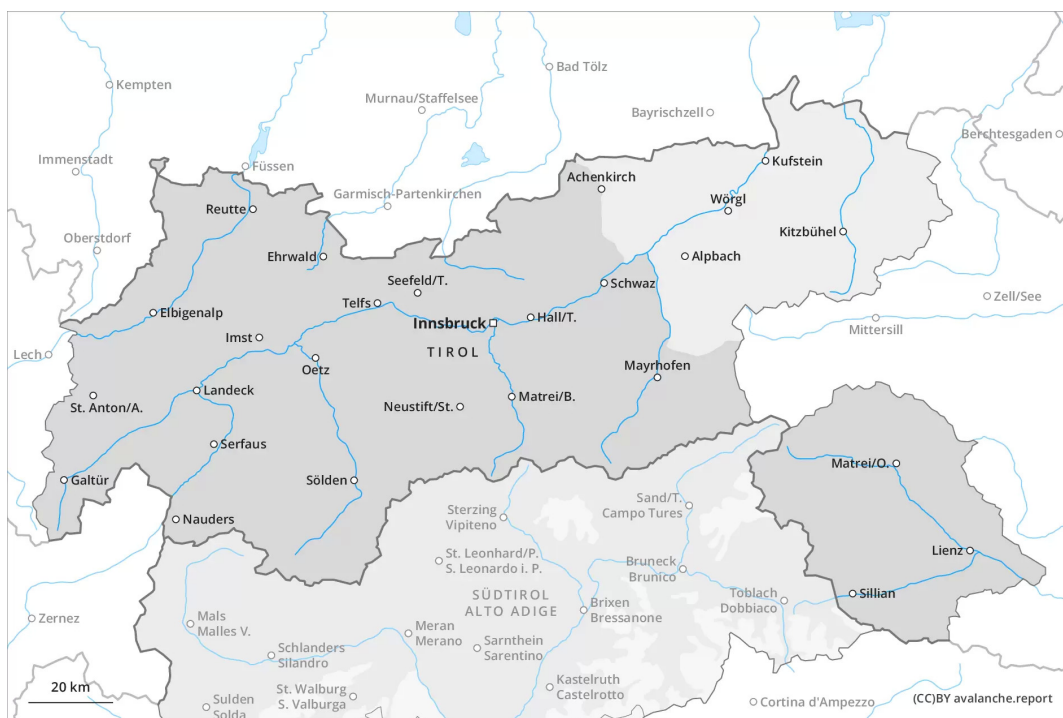 Kempten
Bad Tölz
Murnau/Staffelsee
Bayrischzell
Berchtesgaden
Immenstadt
Füssen
Kufstein
Achenkirch
Garmisch-Partenkirchen
Reutte
Wörgl
Oberstdorf
Kitzbühel
Ehrwald
Alpbach
Seefeld/T.
Schwaz
Zell/See
Telfs
Elbigenalp
Hall/T.
Innsbruck
Mittersill
Imst
TIROL
Lech
Oetz
Mayrhofen
Landeck
St. Anton/A.
Neustift/St.
Matrei/B.
Serfaus
Matrei/O.
Galtür
Sölden
Sand/T.
Campo Tures
Sterzing
Vipiteno
Nauders
Lienz
St. Leonhard/P.
S. Leonardo i. P.
Bruneck
Brunico
SÜDTIROL
ALTO ADIGE
Toblach
Dobbiaco
Sillian
Brixen
Bressanone
Zernez
Mals
Malles V.
Meran
Merano
Sarnthein
Sarentino
Schlanders
Silandro
20 km
St. Walburg
S. Valburga
Kastelruth
Castelrotto
Sulden
Solda
Cortina d'Ampezzo
(CC)BY avalanche.report